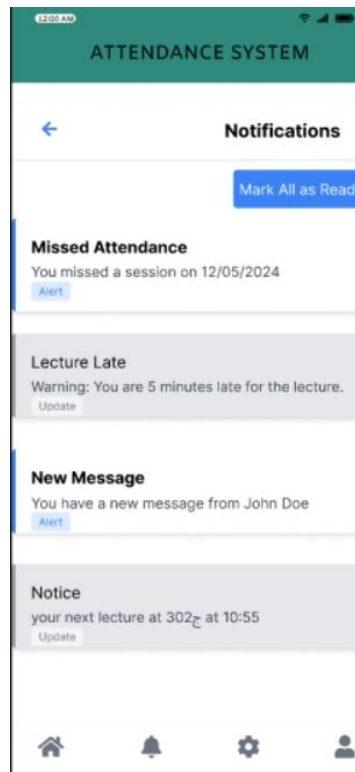 12:00 AM
ATTENDANCE SYSTEM
Notifications
Mark All as Read
Missed Attendance
You missed a session on 12/05/2024
Alert
Lecture Late
Warning: You are 5 minutes late for the lecture.
Update
New Message
You have a new message from John Doe
Alert
Notice
your next lecture at 302ج at 10:55
Update